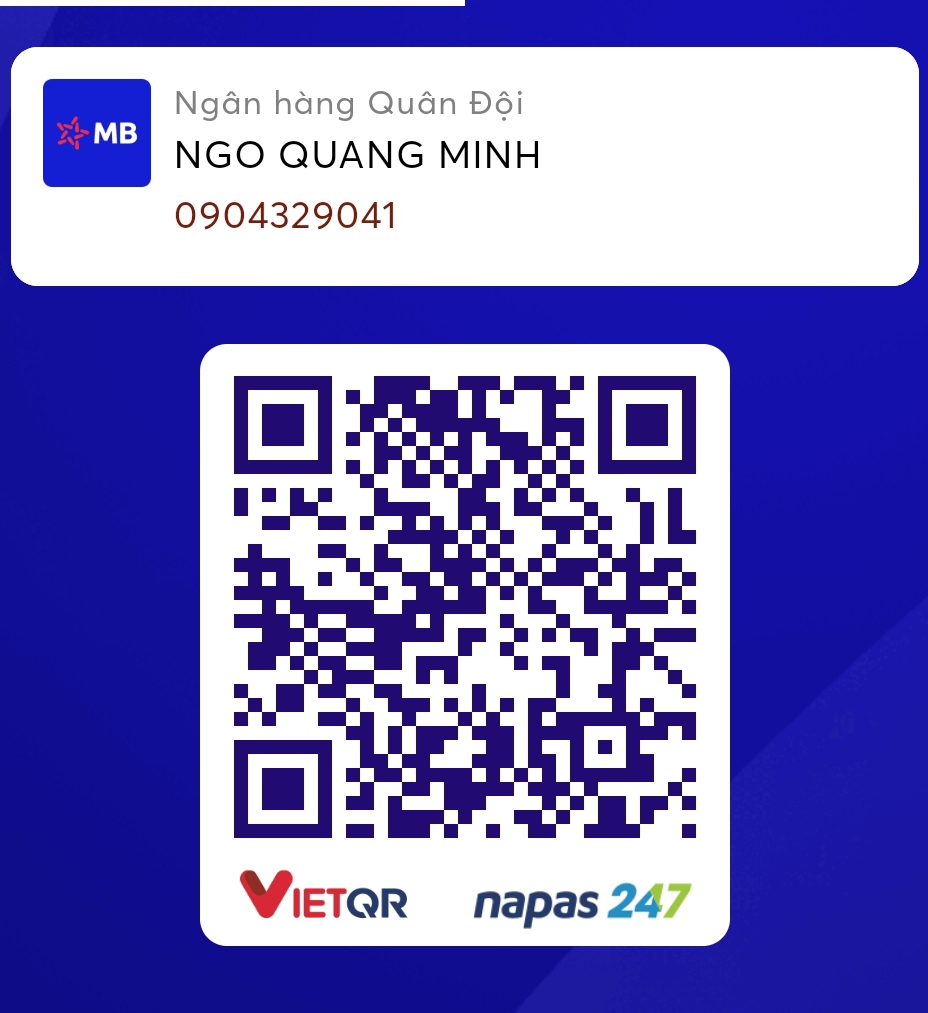 MB
Ngân hàng Quân Đội
NGO QUANG MINH
0904329041
VIETQR
napas 247